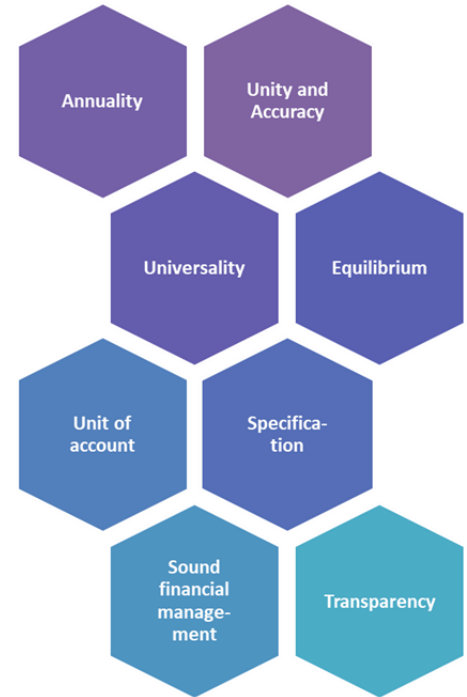 Annuality
Unity and
Accuracy
Universality
Equilibrium
Unit of
account
Specifica-
tion
Sound
financial
manage-
ment
Transparency